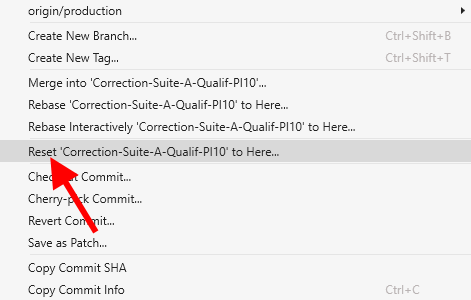 origin/production
Create New Branch... Ctrl+Shift+B
Create New Tag... Ctrl+Shift+T
Merge into 'Correction-Suite-A-Qualif-PI10'...
Rebase 'Correction-Suite-A-Qualif-PI10' to Here...
Rebase Interactively 'Correction-Suite-A-Qualif-PI10' to Here...
Reset 'Correction-Suite-A-Qualif-PI10' to Here...
Checkout Commit...
Cherry-pick Commit...
Revert Commit...
Save as Patch...
Copy Commit SHA
Copy Commit Info Ctrl+C